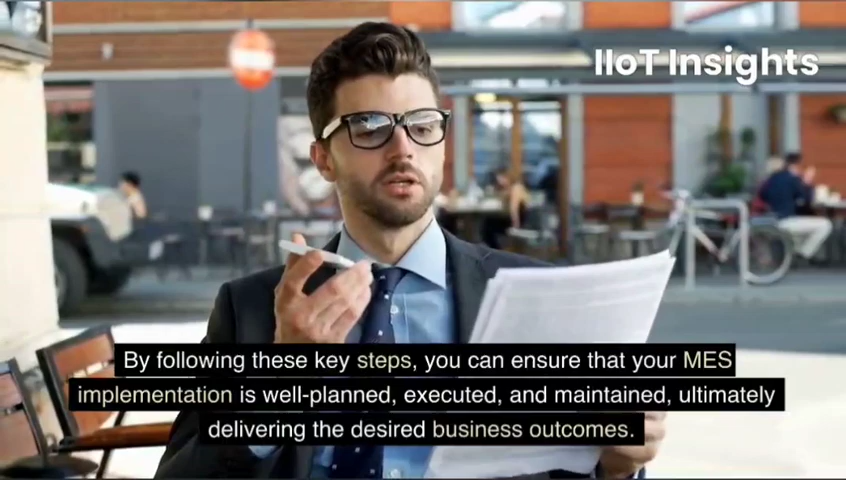 IIoT Insights
By following these key steps, you can ensure that your MES
implementation is well-planned, executed, and maintained, ultimately
delivering the desired business outcomes.